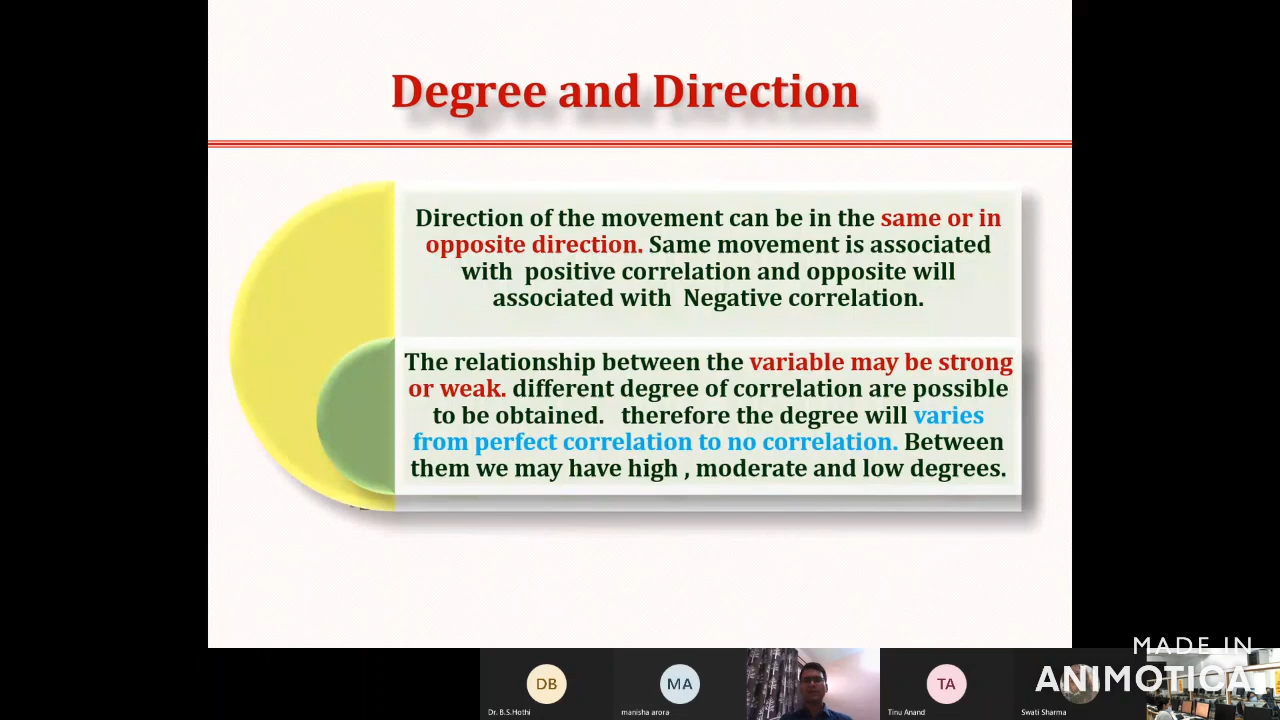 Degree and Direction
Direction of the movement can be in the same or in
opposite direction. Same movement is associated
with  positive correlation and opposite will
associated with  Negative correlation.
The relationship between the variable may be strong
or weak. different degree of correlation are possible
to be obtained.   therefore the degree will varies
from perfect correlation to no correlation. Between
them we may have high , moderate and low degrees.
MADE IN
ANIMOTICA
DB
MA
TA
Dr. B.S.Hothi
manisha arora
Tinu Anand
Swati Sharma